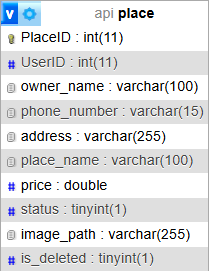 v api place
PlaceID : int(11)
# UserID : int(11)
owner_name : varchar(100)
phone_number : varchar(15)
address : varchar(255)
place_name : varchar(100)
# price : double
# status : tinyint(1)
image_path : varchar(255)
# is_deleted : tinyint(1)